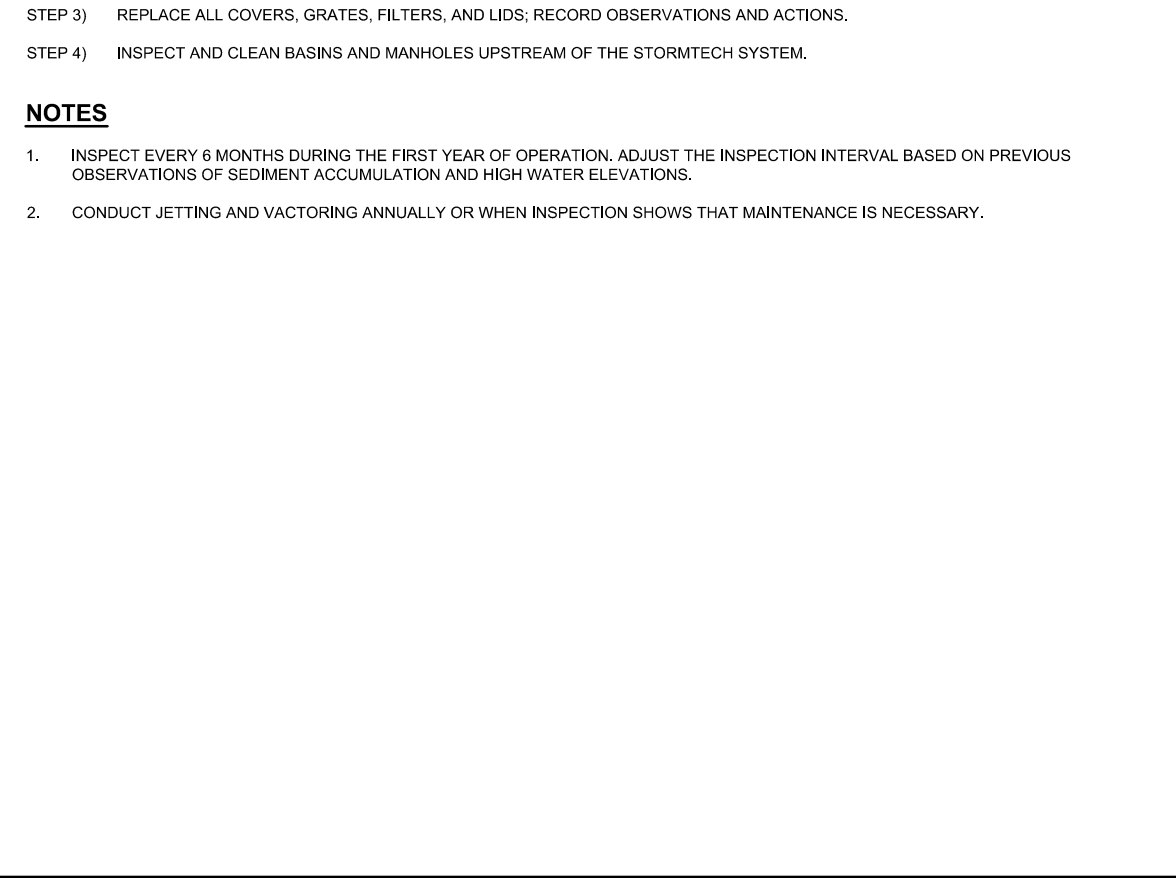 STEP 3) REPLACE ALL COVERS, GRATES, FILTERS, AND LIDS; RECORD OBSERVATIONS AND ACTIONS.
STEP 4) INSPECT AND CLEAN BASINS AND MANHOLES UPSTREAM OF THE STORMTECH SYSTEM.
NOTES
1. INSPECT EVERY 6 MONTHS DURING THE FIRST YEAR OF OPERATION. ADJUST THE INSPECTION INTERVAL BASED ON PREVIOUS
OBSERVATIONS OF SEDIMENT ACCUMULATION AND HIGH WATER ELEVATIONS.
2. CONDUCT JETTING AND VACTORING ANNUALLY OR WHEN INSPECTION SHOWS THAT MAINTENANCE IS NECESSARY.